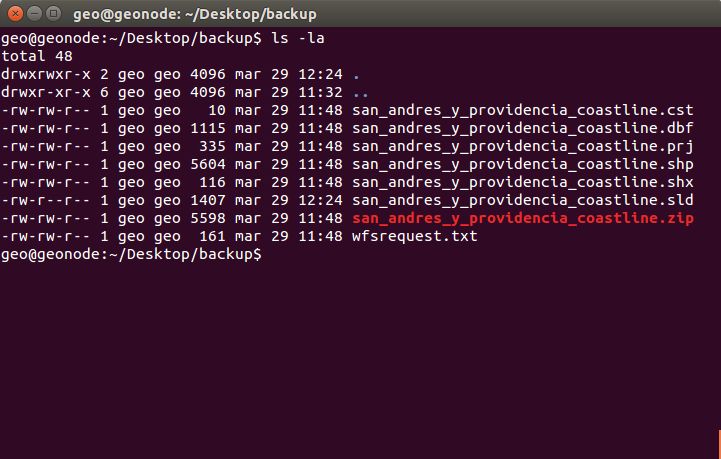 geo@geonode: ~/Desktop/backup
geo@geonode:~/Desktop/backup$ ls -la
total 48
drwxrwxr-x 2 geo geo 4096 mar 29 12:24 .
drwxr-xr-x 6 geo geo 4096 mar 29 11:32 ..
-rw-rw-r-- 1 geo geo   10 mar 29 11:48 san_andres_y_providencia_coastline.cst
-rw-rw-r-- 1 geo geo 1115 mar 29 11:48 san_andres_y_providencia_coastline.dbf
-rw-rw-r-- 1 geo geo  335 mar 29 11:48 san_andres_y_providencia_coastline.prj
-rw-rw-r-- 1 geo geo 5604 mar 29 11:48 san_andres_y_providencia_coastline.shp
-rw-rw-r-- 1 geo geo  116 mar 29 11:48 san_andres_y_providencia_coastline.shx
-rw-r--r-- 1 geo geo 1407 mar 29 12:24 san_andres_y_providencia_coastline.sld
-rw-rw-r-- 1 geo geo 5598 mar 29 11:48 san_andres_y_providencia_coastline.zip
-rw-rw-r-- 1 geo geo  161 mar 29 11:48 wfsrequest.txt
geo@geonode:~/Desktop/backup$